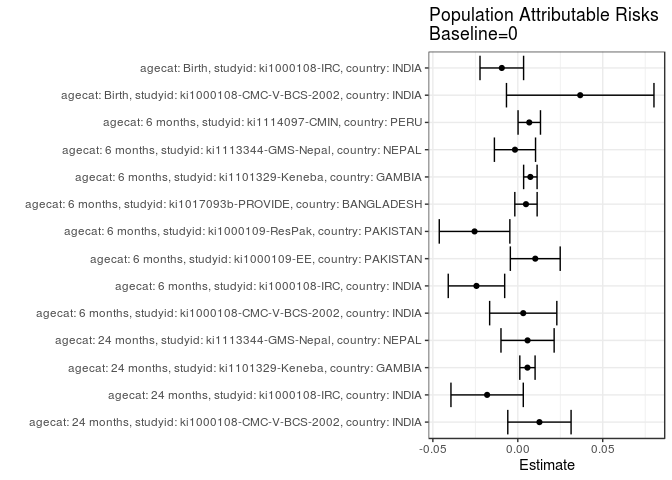 Population Attributable Risks
Baseline=0
agecat: Birth, studyid: ki1000108-IRC, country: INDIA
agecat: Birth, studyid: ki1000108-CMC-V-BCS-2002, country: INDIA
agecat: 6 months, studyid: ki1114097-CMIN, country: PERU
agecat: 6 months, studyid: ki1113344-GMS-Nepal, country: NEPAL
agecat: 6 months, studyid: ki1101329-Keneba, country: GAMBIA
agecat: 6 months, studyid: ki1017093b-PROVIDE, country: BANGLADESH
agecat: 6 months, studyid: ki1000109-ResPak, country: PAKISTAN
agecat: 6 months, studyid: ki1000109-EE, country: PAKISTAN
agecat: 6 months, studyid: ki1000108-IRC, country: INDIA
agecat: 6 months, studyid: ki1000108-CMC-V-BCS-2002, country: INDIA
agecat: 24 months, studyid: ki1113344-GMS-Nepal, country: NEPAL
agecat: 24 months, studyid: ki1101329-Keneba, country: GAMBIA
agecat: 24 months, studyid: ki1000108-IRC, country: INDIA
agecat: 24 months, studyid: ki1000108-CMC-V-BCS-2002, country: INDIA
-0.05 0.00 0.05
Estimate